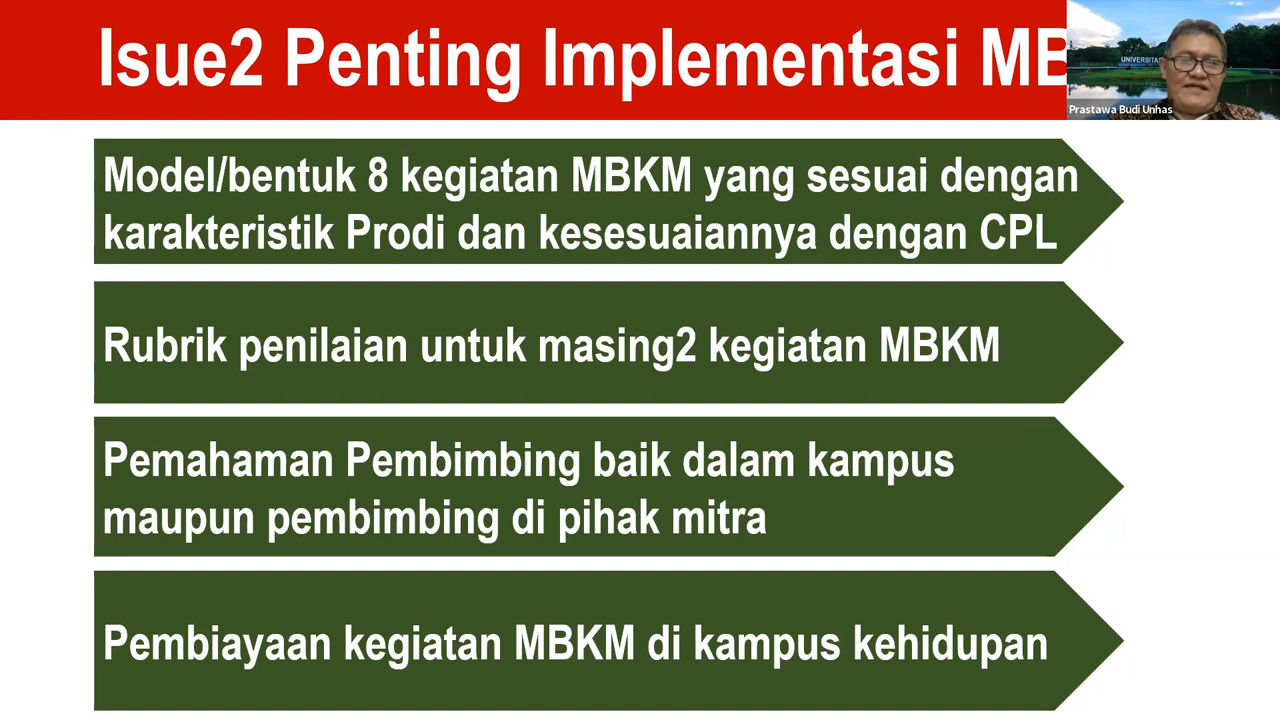 Isue2 Penting Implementasi MB
UNIVERSITAS
Prastawa Budi Unhas
Model/bentuk 8 kegiatan MBKM yang sesuai dengan
karakteristik Prodi dan kesesuaiannya dengan CPL
Rubrik penilaian untuk masing2 kegiatan MBKM
Pemahaman Pembimbing baik dalam kampus
maupun pembimbing di pihak mitra
Pembiayaan kegiatan MBKM di kampus kehidupan